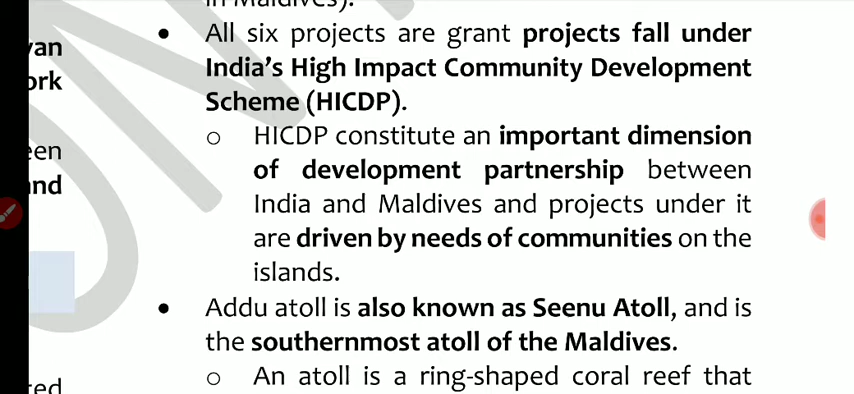 in Maldives).
• All six projects are grant projects fall under
India's High Impact Community Development
Scheme (HICDP).
o HICDP constitute an important dimension
of development partnership between
India and Maldives and projects under it
are driven by needs of communities on the
islands.
• Addu atoll is also known as Seenu Atoll, and is
the southernmost atoll of the Maldives.
o An atoll is a ring-shaped coral reef that